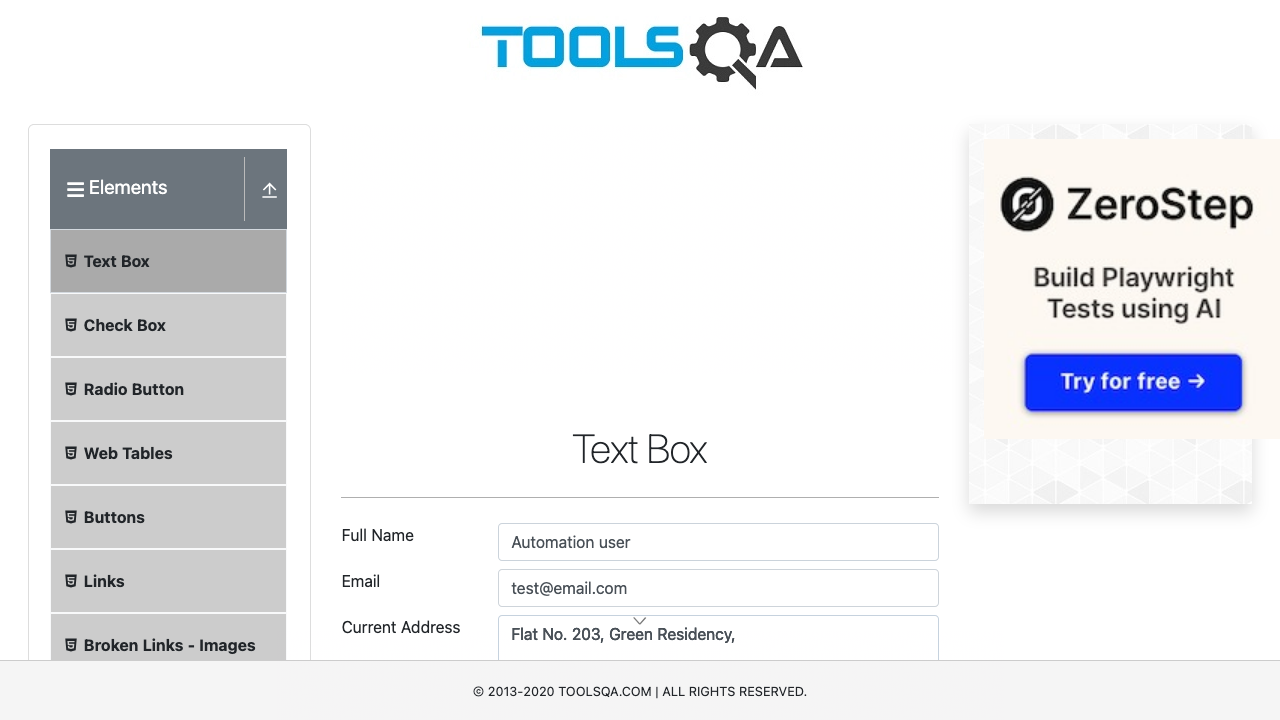 TOOLSQA
Elements
Text Box
Check Box
Radio Button
Web Tables
Buttons
Links
Broken Links - Images
Text Box
Full Name
Automation user
Email
test@email.com
Current Address
Flat No. 203, Green Residency,
ZeroStep
Build Playwright
Tests using AI
Try for free →
© 2013-2020 TOOLSQA.COM | ALL RIGHTS RESERVED.